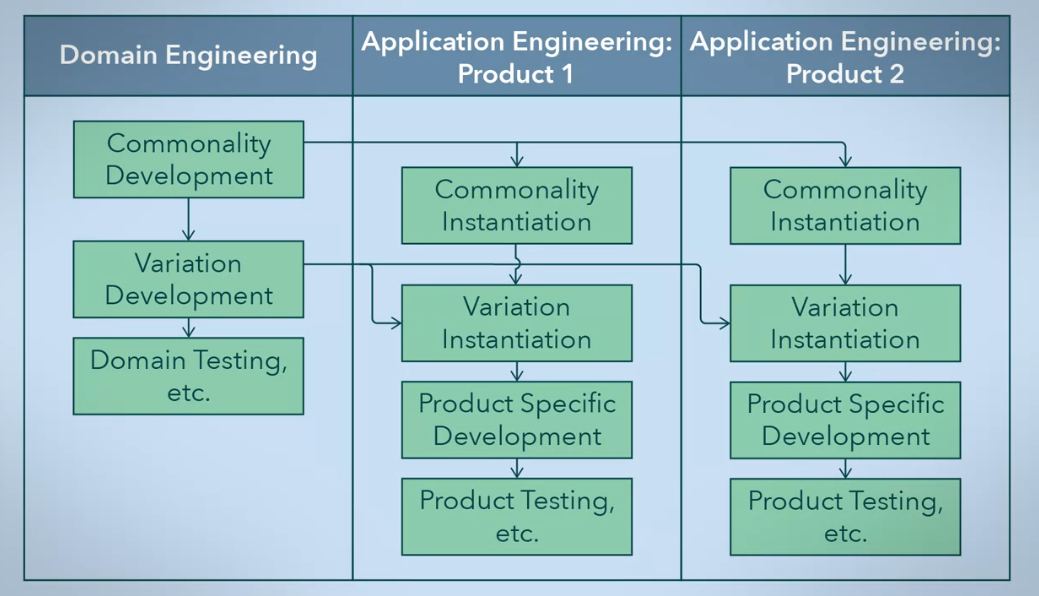 Domain Engineering
Application Engineering:
Product 1
Application Engineering:
Product 2
Commonality
Development
Variation
Development
Domain Testing,
etc.
Commonality
Instantiation
Variation
Instantiation
Product Specific
Development
Product Testing,
etc.
Commonality
Instantiation
Variation
Instantiation
Product Specific
Development
Product Testing,
etc.